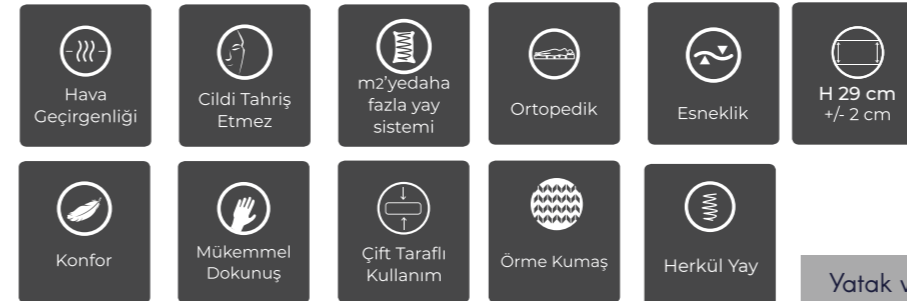 Hava
Geçirgenliği
Cildi Tahriş
Etmez
m2'yedaha
fazla yay
sistemi
Ortopedik
Esneklik
H 29 cm
+/- 2 cm
Konfor
Mükemmel
Dokunuş
Çift Taraflı
Kullanım
Örme Kumaş
Herkül Yay
Yatak v